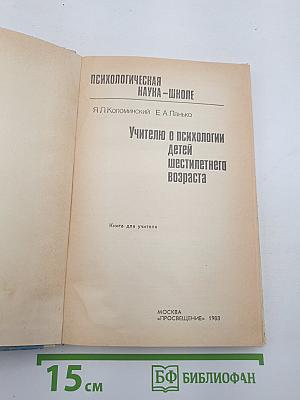 ПСИХОЛОГИЧЕСКАЯ
НАУКА – ШКОЛЕ
Я.Л.Коломинский Е.А.Панько
Учителю о психологии
детей
шестилетнего
возраста
Книга для учителя
МОСКВА
«ПРОСВЕЩЕНИЕ» 1988
15 см
БФ БИБЛИОФАН